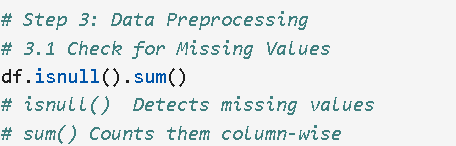 # Step 3: Data Preprocessing
# 3.1 Check for Missing Values
df.isnull().sum()
# isnull()  Detects missing values
# sum() Counts them column-wise